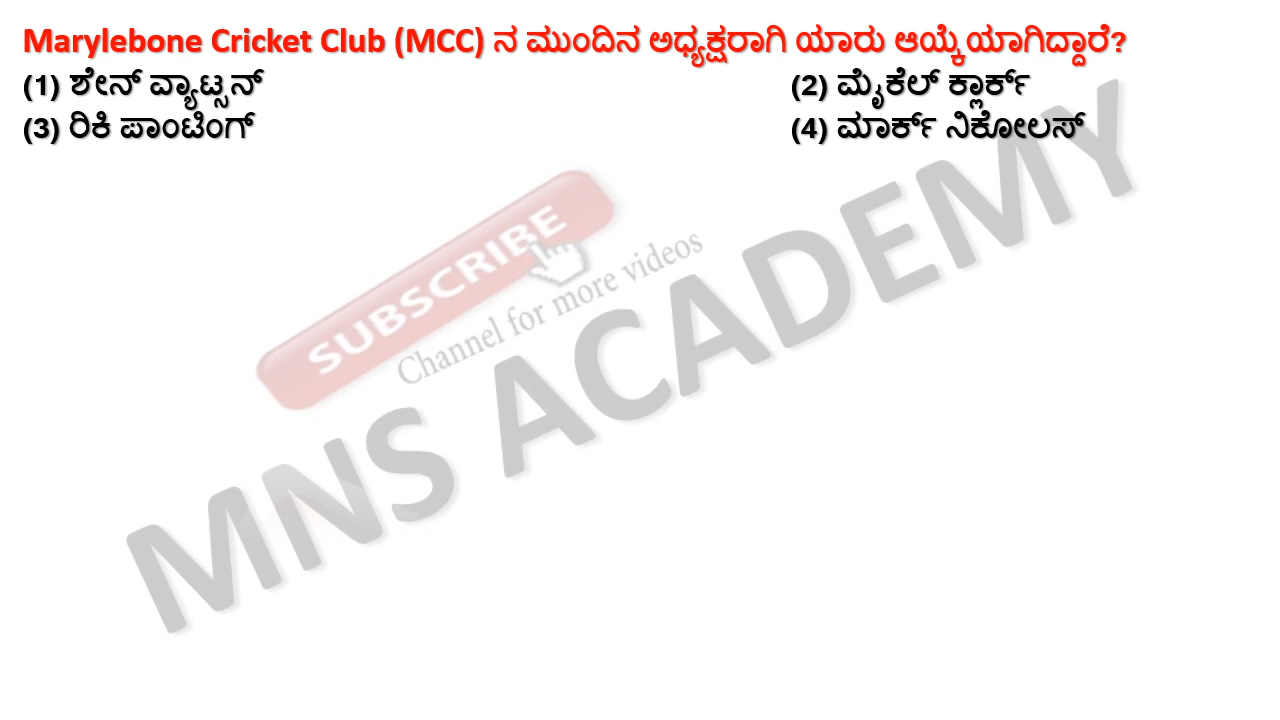 Marylebone Cricket Club (MCC) ನ ಮುಂದಿನ ಅಧ್ಯಕ್ಷರಾಗಿ ಯಾರು ಆಯ್ಕೆಯಾಗಿದ್ದಾರೆ?
(1) ಶೇನ್ ವ್ಯಾಟ್ಸನ್ (2) ಮೈಕೆಲ್ ಕ್ಲಾರ್ಕ್
(3) ರಿಕಿ ಪಾಂಟಿಂಗ್ (4) ಮಾರ್ಕ್ ನಿಕೋಲಸ್
SUBSCRIBE
Channel for more videos
MNS ACADEMY